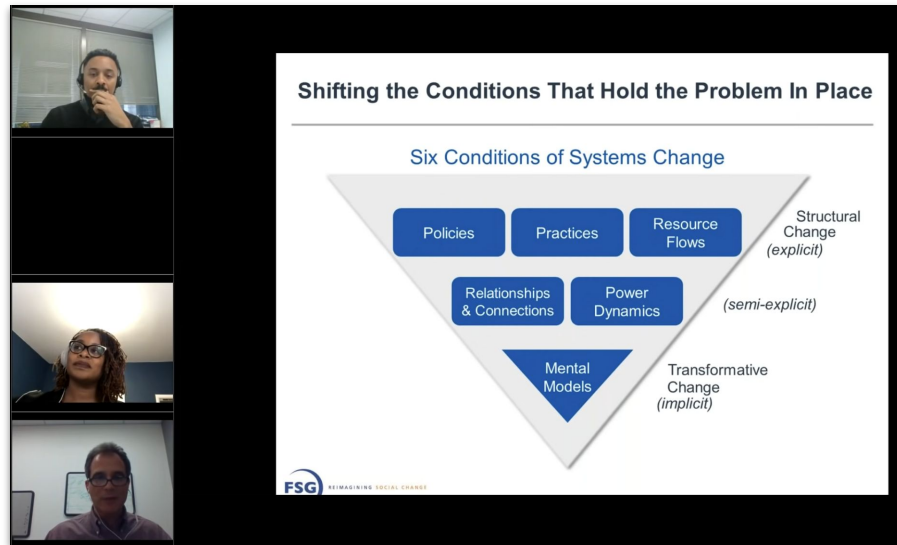 Shifting the Conditions That Hold the Problem In Place
Six Conditions of Systems Change
Policies
Practices
Resource
Flows
Structural
Change
(explicit)
Relationships
& Connections
Power
Dynamics
(semi-explicit)
Mental
Models
Transformative
Change
(implicit)
FSG
REIMAGINING SOCIAL CHANGE